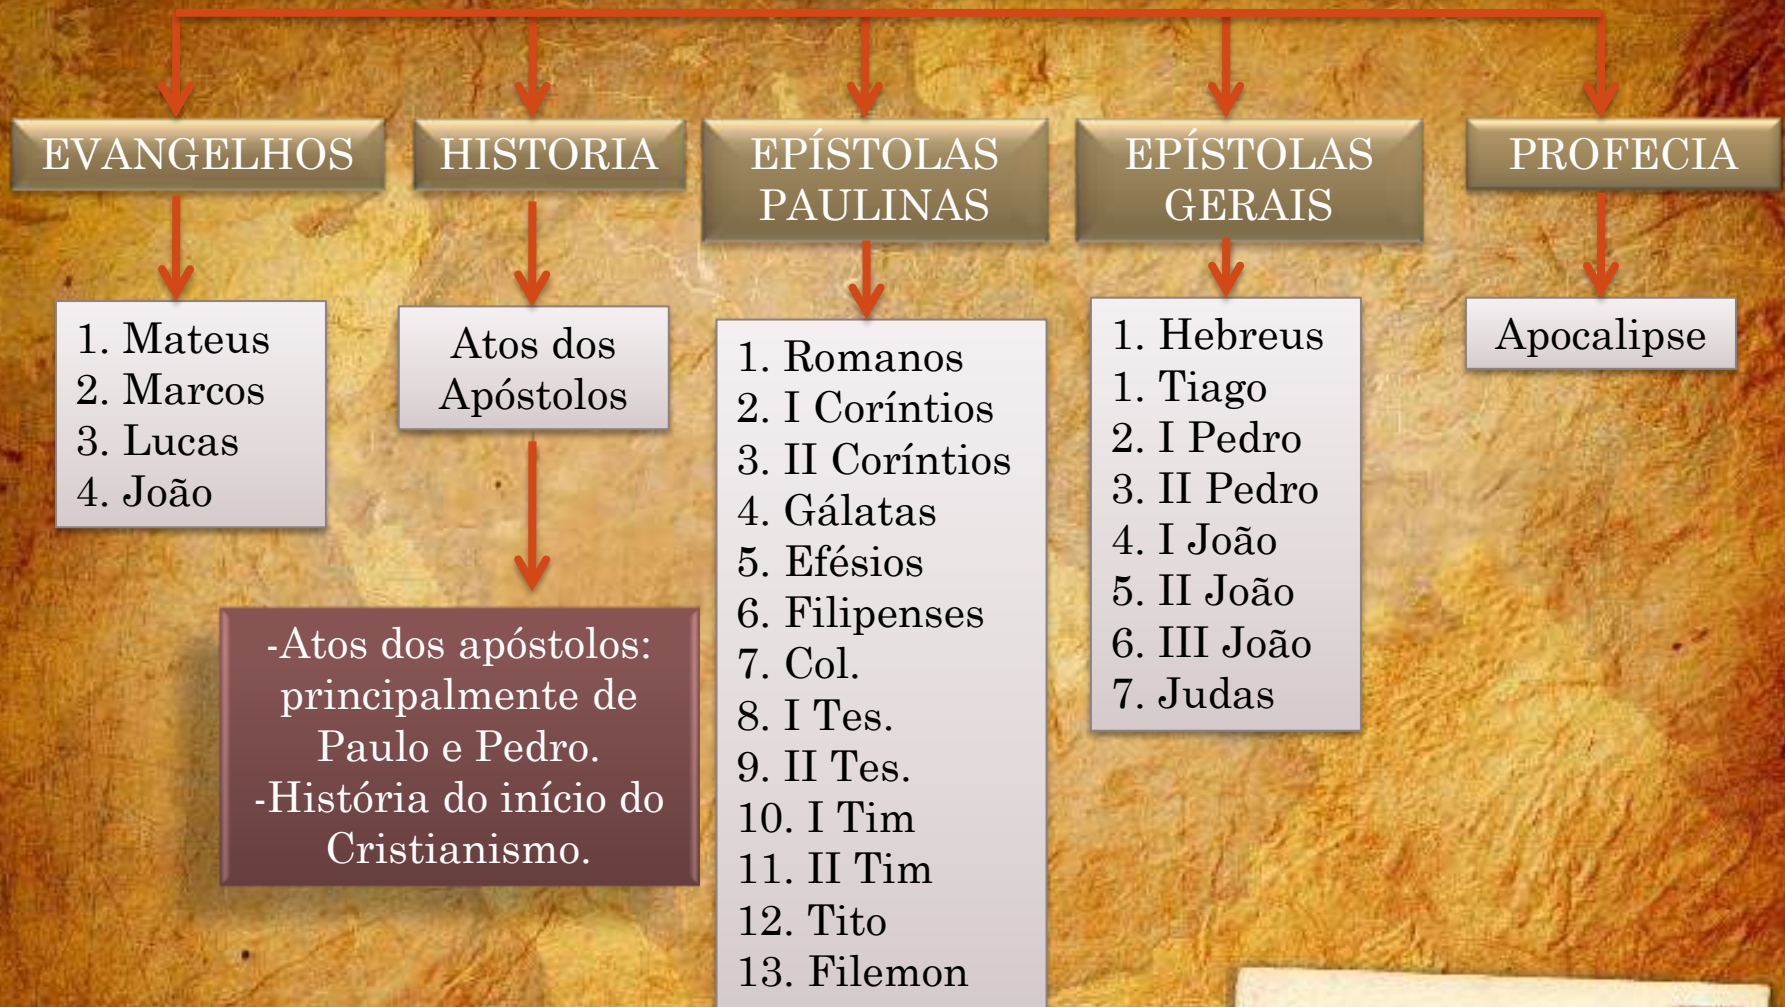 EVANGELHOS
1. Mateus
2. Marcos
3. Lucas
4. João
HISTORIA
Atos dos
Apóstolos
-Atos dos apóstolos:
principalmente de
Paulo e Pedro.
-História do início do
Cristianismo.
EPÍSTOLAS
PAULINAS
1. Romanos
2. I Coríntios
3. II Coríntios
4. Gálatas
5. Efésios
6. Filipenses
7. Col.
8. I Tes.
9. II Tes.
10. I Tim
11. II Tim
12. Tito
13. Filemon
EPÍSTOLAS
GERAIS
1. Hebreus
1. Tiago
2. I Pedro
3. II Pedro
4. I João
5. II João
6. III João
7. Judas
PROFECIA
Apocalipse